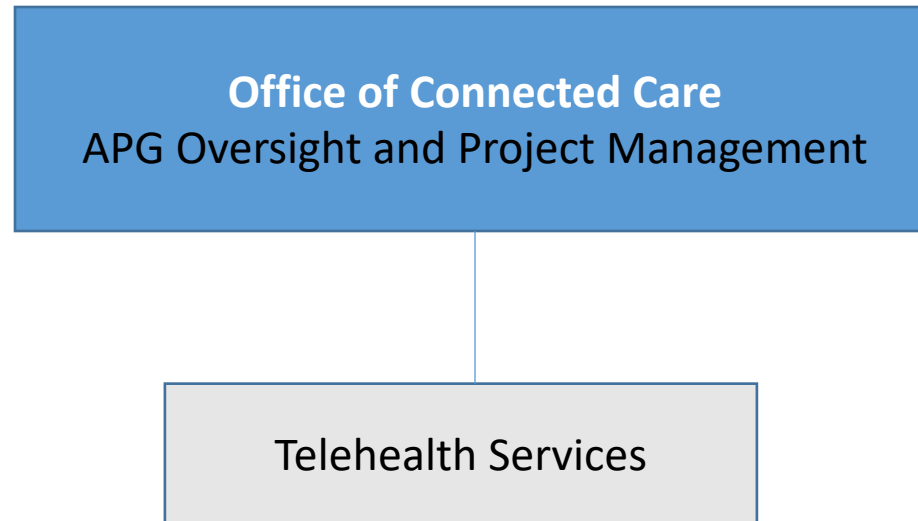 Office of Connected Care
APG Oversight and Project Management
Telehealth Services